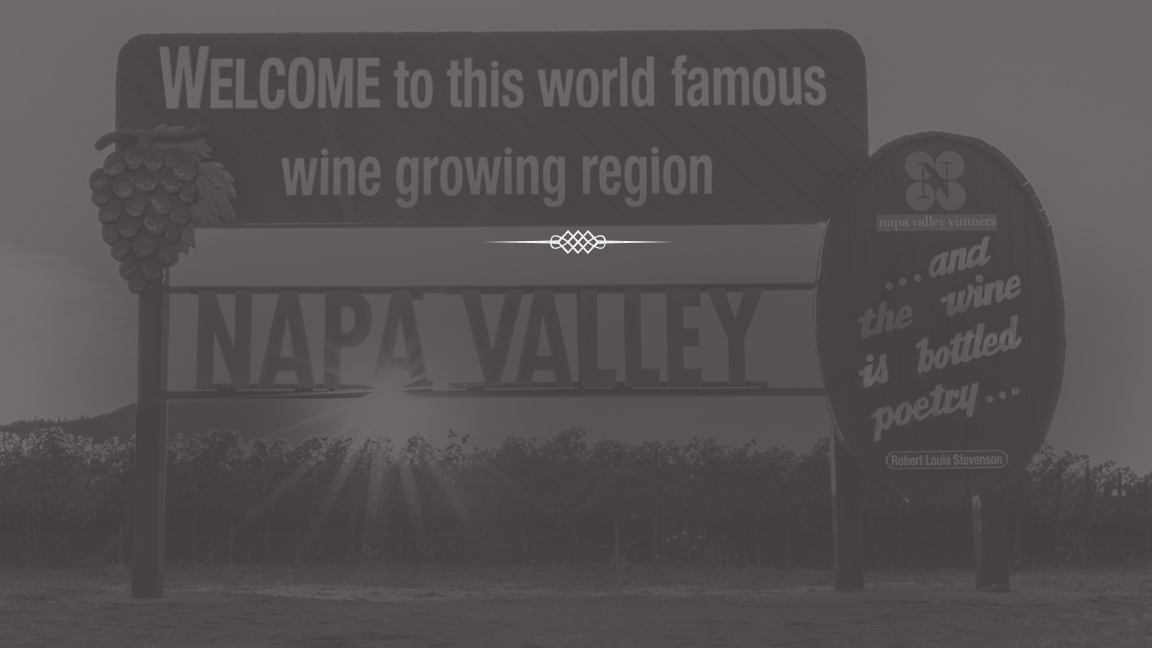 WELCOME to this world famous
wine growing region
NAPA VALLEY
N
napa valley vintners
...and
the wine
is bottled
poetry...
Robert Louis Stevenson